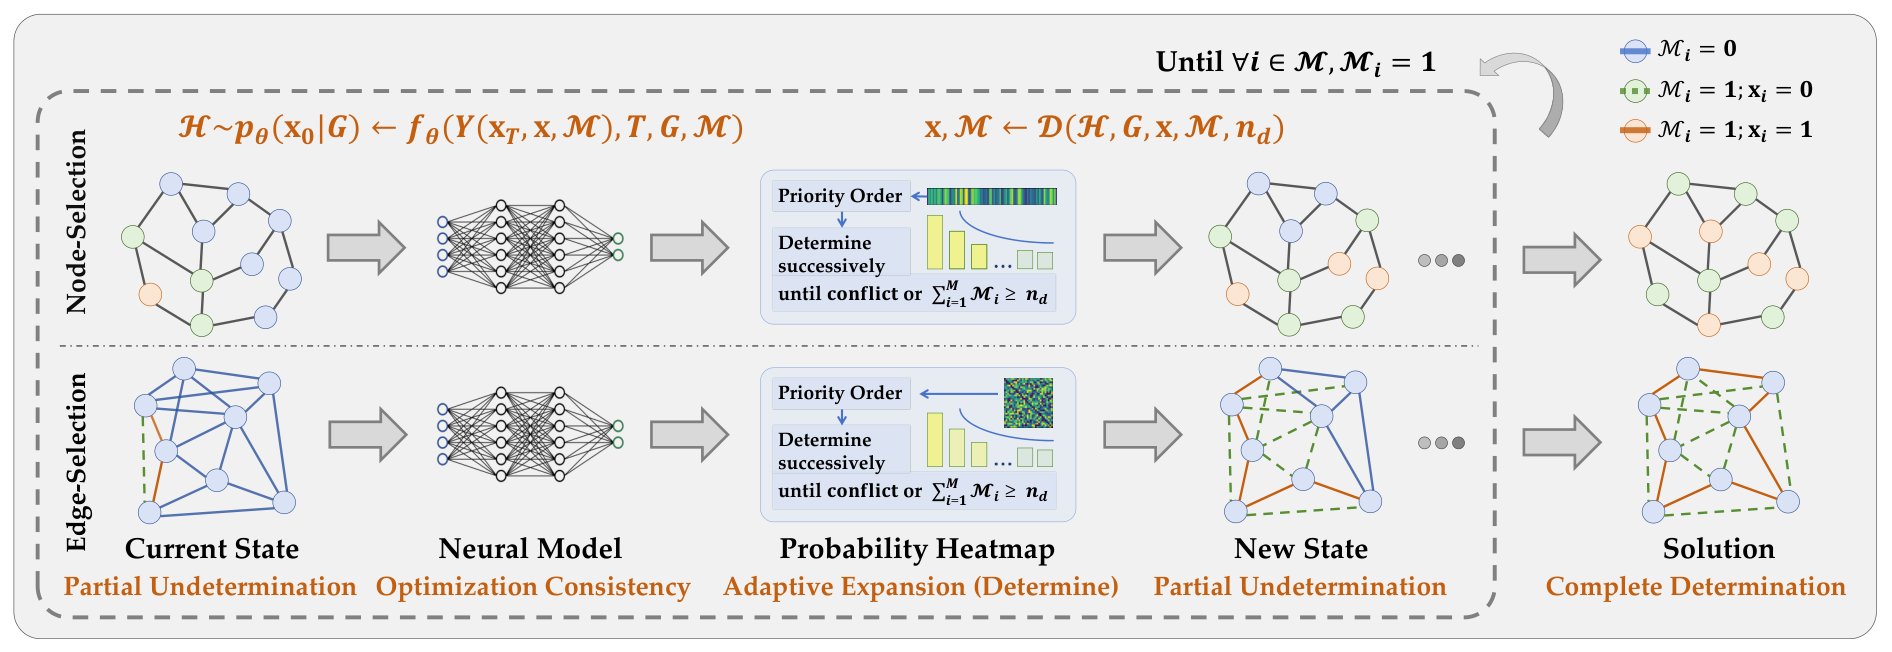 Until ∀i ∈ ℳ, ℳᵢ = 1
ℳᵢ = 0
ℳᵢ = 1; xᵢ = 0
ℳᵢ = 1; xᵢ = 1
Node-Selection
ℋ~p_θ(x₀|G) ← f_θ(Y(x_T, x, ℳ), T, G, ℳ)
x, ℳ ← 𝒟(ℋ, G, x, ℳ, n_d)
Priority Order
Determine
successively
...
until conflict or ∑ᵢ₌₁ᴹ ℳᵢ ≥ n_d
Edge-Selection
Priority Order
Determine
successively
...
until conflict or ∑ᵢ₌₁ᴹ ℳᵢ ≥ n_d
Current State
Neural Model
Probability Heatmap
New State
Solution
Partial Undetermination
Optimization Consistency
Adaptive Expansion (Determine)
Partial Undetermination
Complete Determination